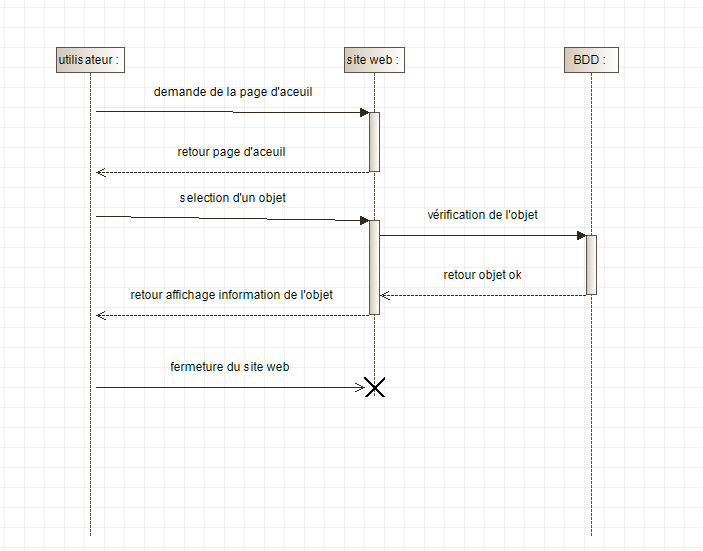 utilisateur :
site web :
BDD :
demande de la page d'aceuil
retour page d'aceuil
selection d'un objet
vérification de l'objet
retour objet ok
retour affichage information de l'objet
fermeture du site web